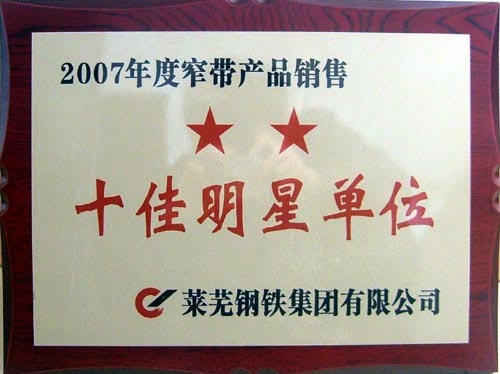 2007年度窄带产品销售
十佳明星单位
莱芜钢铁集团有限公司